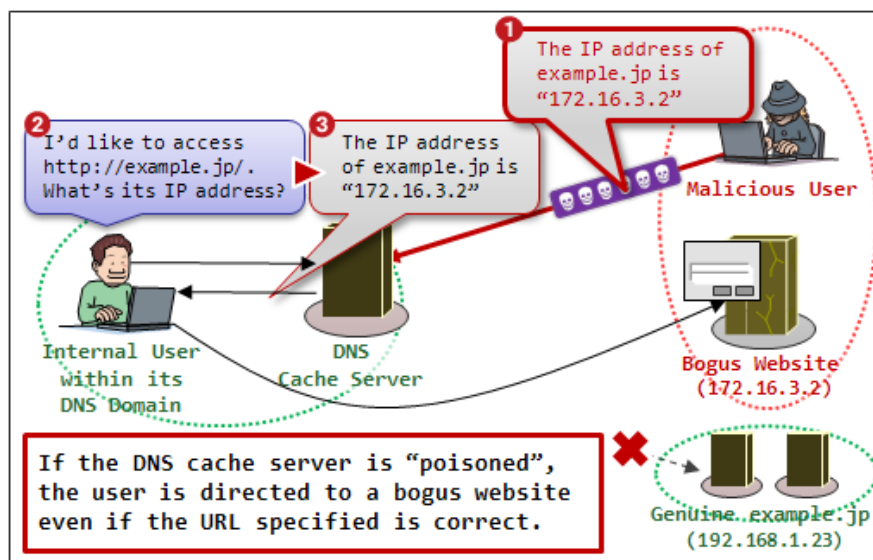 1
The IP address of
example.jp is
“172.16.3.2”
2
I’d like to access
http://example.jp/.
What’s its IP address?
3
The IP address
of example.jp is
“172.16.3.2”
Malicious User
Internal User
within its
DNS Domain
DNS
Cache Server
Bogus Website
(172.16.3.2)
If the DNS cache server is “poisoned”,
the user is directed to a bogus website
even if the URL specified is correct.
Genuine example.jp
(192.168.1.23)